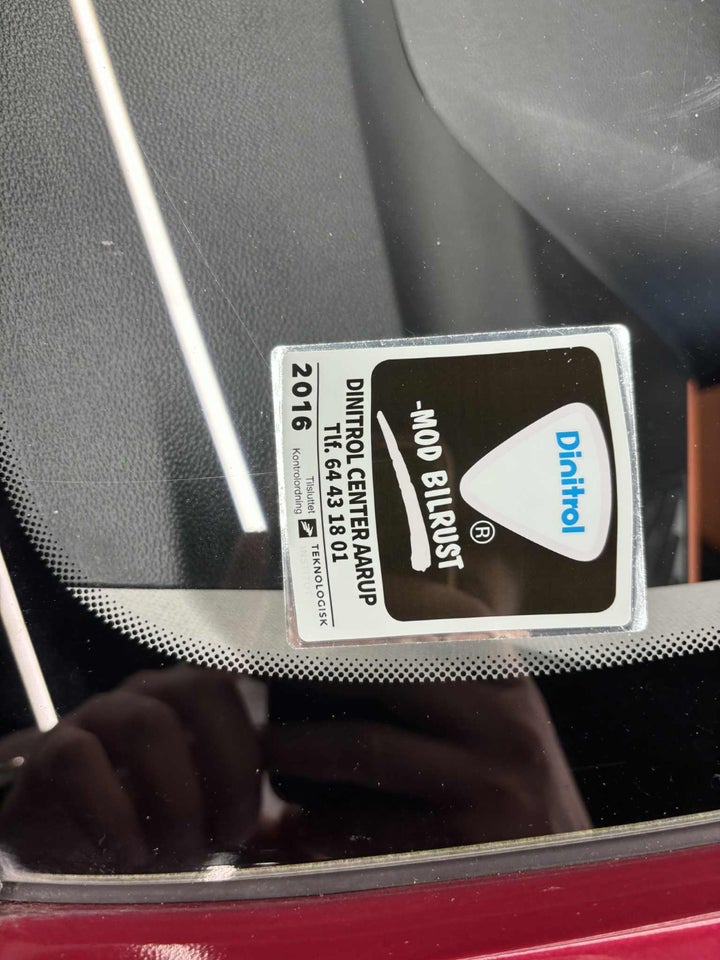 Dinitrol
®
-MOD BILRUST
DINITROL CENTER AARUP
Tlf. 64 43 18 01
2016
Tilsluttet
Kontrolordning
TEKNOLOGISK